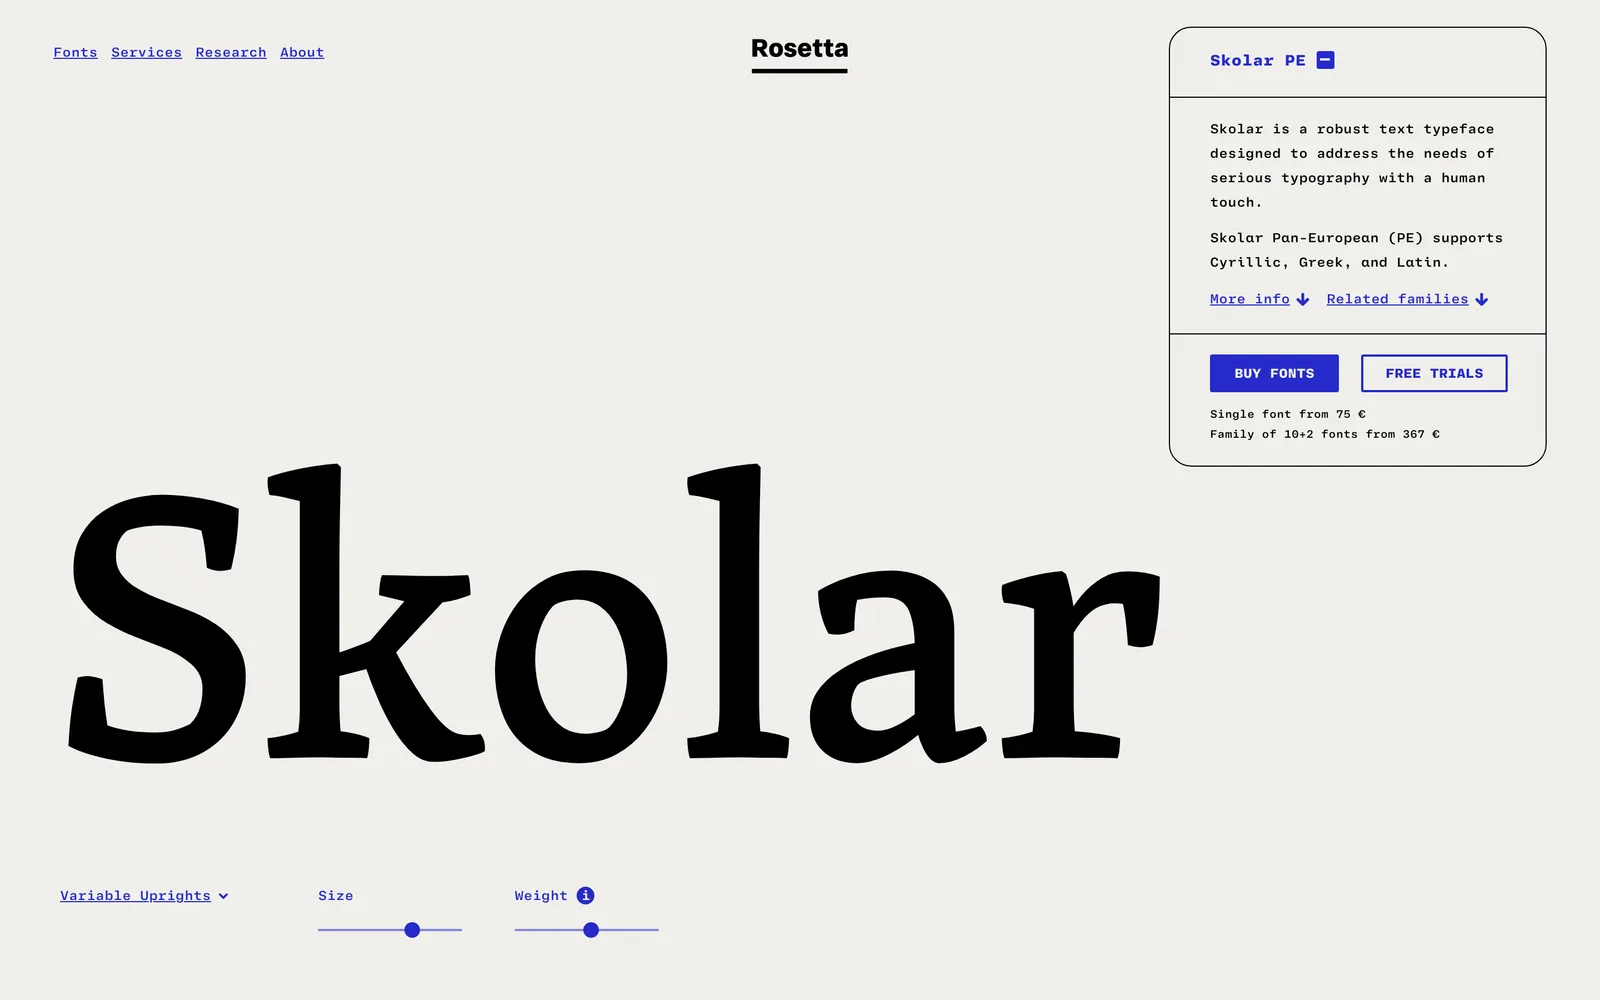 Fonts Services Research About
Rosetta
Skolar PE
Skolar is a robust text typeface
designed to address the needs of
serious typography with a human
touch.
Skolar Pan-European (PE) supports
Cyrillic, Greek, and Latin.
More info Related families
BUY FONTS FREE TRIALS
Single font from 75 €
Family of 10+2 fonts from 367 €
Skolar
Variable Uprights Size Weight i